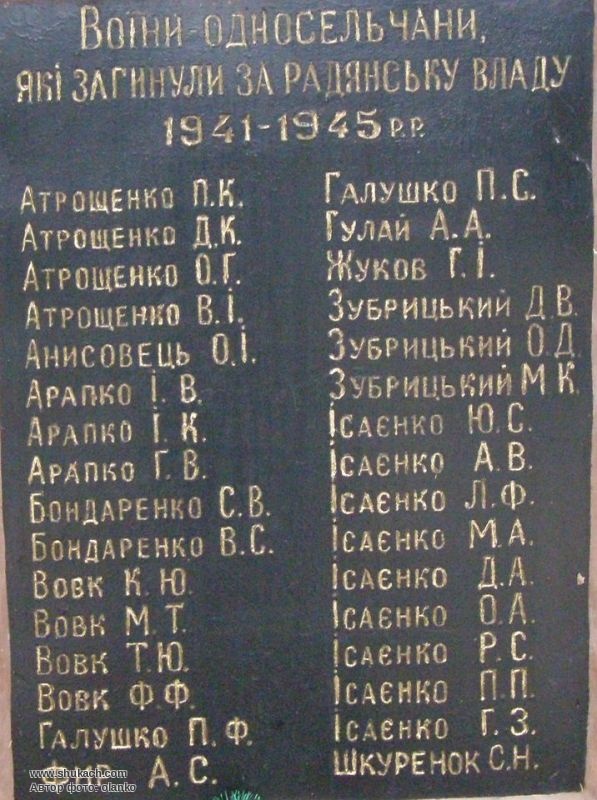 Воїни-односельчани,
які загинули за радянську владу
1941-1945 р.р.
Атрощенко П.К.
Атрощенко Д.К.
Атрощенко О.Г.
Атрощенко В.І.
Анисовець О.І.
Арапко І.В.
Арапко І.К.
Арапко Г.В.
Бондаренко С.В.
Бондаренко В.С.
Вовк К.Ю.
Вовк М.Т.
Вовк Т.Ю.
Вовк Ф.Ф.
Галушко П.Ф.
А.С.
Галушко П.С.
Гулай А.А.
Жуков Г.І.
Зубрицький Д.В.
Зубрицький О.Д.
Зубрицький М.К.
Ісаєнко Ю.С.
Ісаєнко А.В.
Ісаєнко Л.Ф.
Ісаєнко М.А.
Ісаєнко Д.А.
Ісаєнко О.А.
Ісаєнко Р.С.
Ісаєнко П.П.
Ісаєнко Г.З.
Шкуренок С.Н.
www.shukach.com
Автор фото: olanko